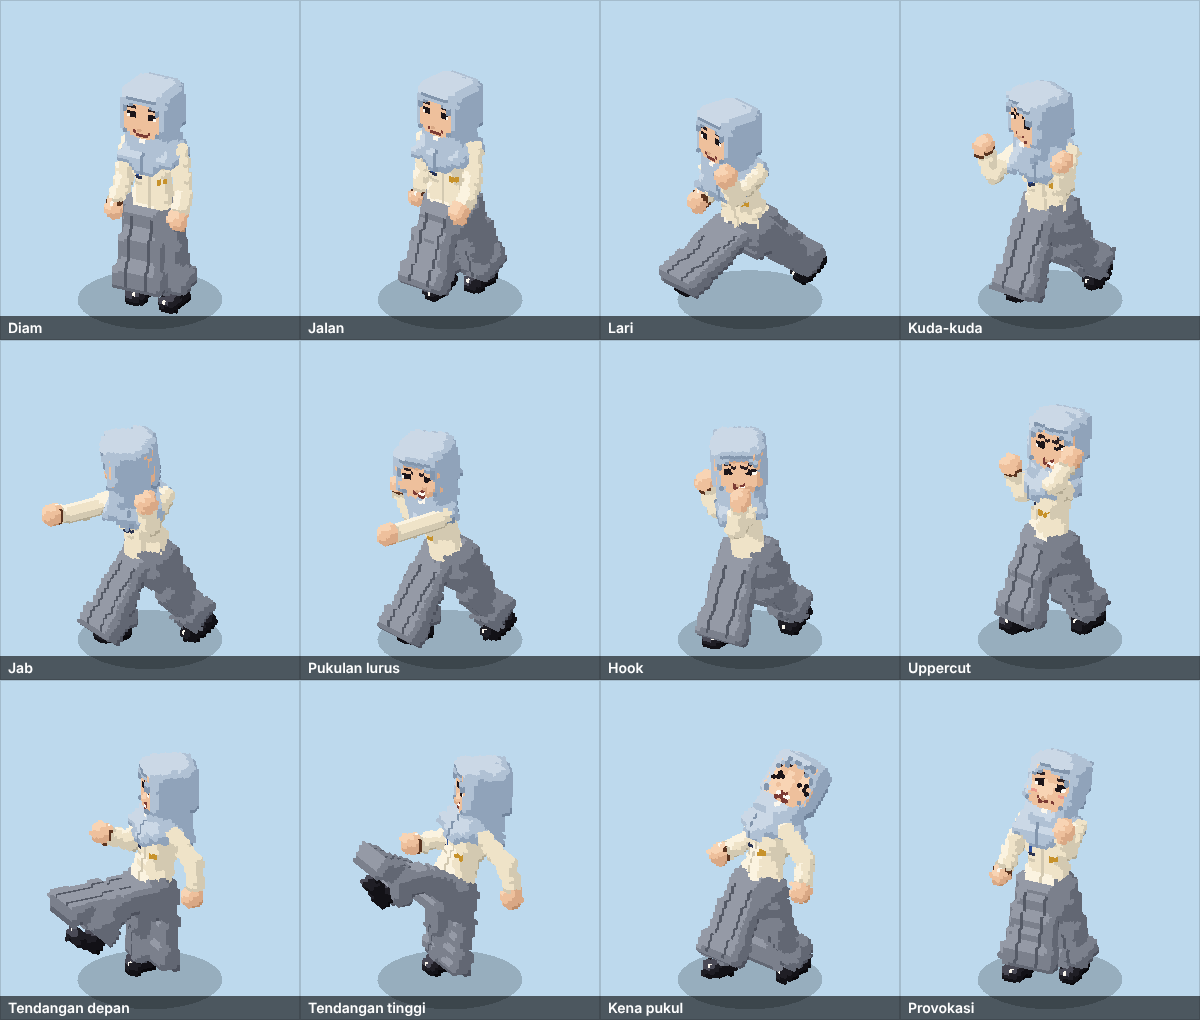 Diam
Jalan
Lari
Kuda-kuda
Jab
Pukulan lurus
Hook
Uppercut
Tendangan depan
Tendangan tinggi
Kena pukul
Provokasi